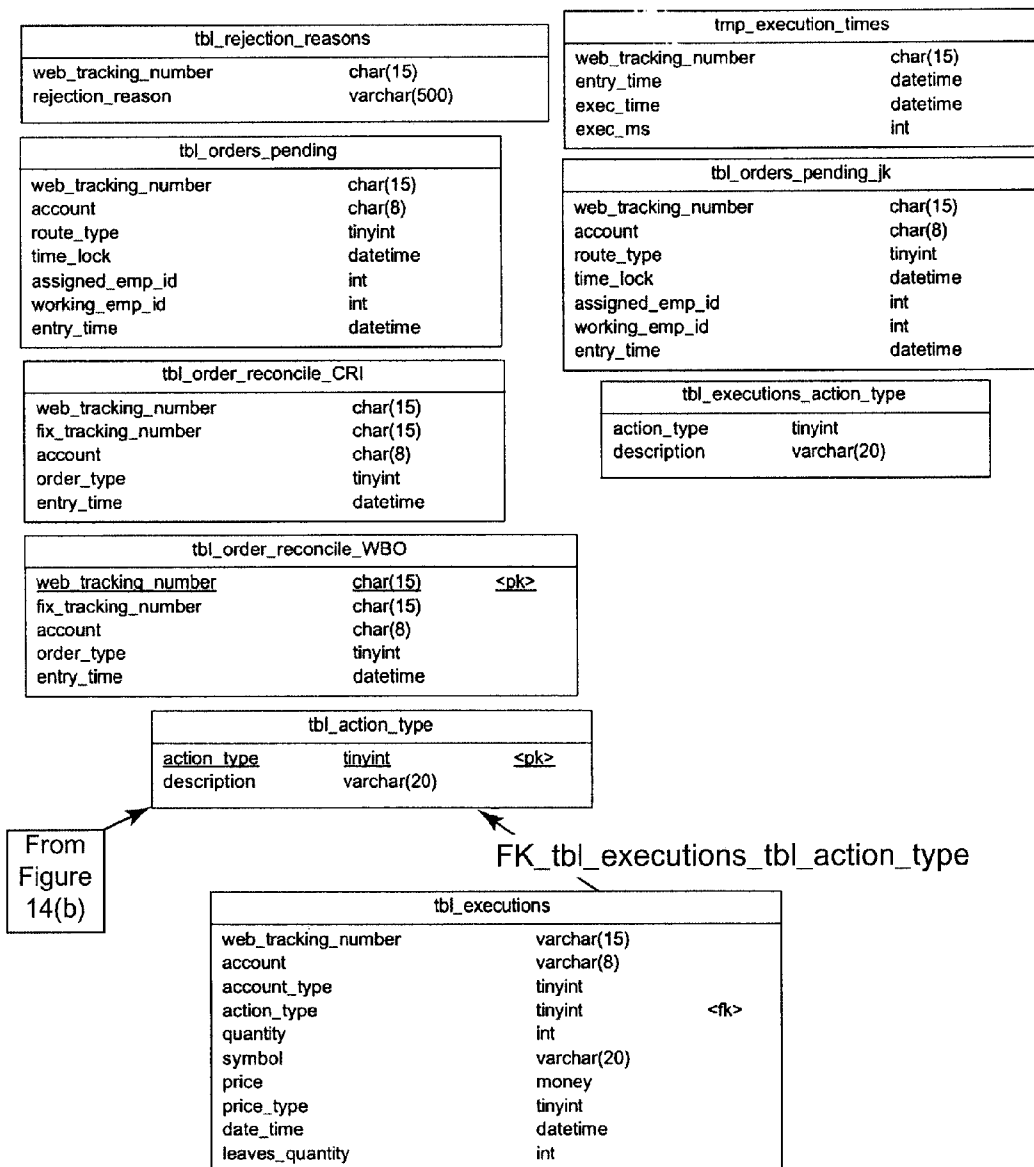 tbl_rejection_reasons
web_tracking_number char(15)
rejection_reason varchar(500)
tmp_execution_times
web_tracking_number char(15)
entry_time datetime
exec_time datetime
exec_ms int
tbl_orders_pending
web_tracking_number char(15)
account char(8)
route_type tinyint
time_lock datetime
assigned_emp_id int
working_emp_id int
entry_time datetime
tbl_orders_pending_jk
web_tracking_number char(15)
account char(8)
route_type tinyint
time_lock datetime
assigned_emp_id int
working_emp_id int
entry_time datetime
tbl_order_reconcile_CRI
web_tracking_number char(15)
fix_tracking_number char(15)
account char(8)
order_type tinyint
entry_time datetime
tbl_executions_action_type
action_type tinyint
description varchar(20)
tbl_order_reconcile_WBO
web_tracking_number char(15) <pk>
fix_tracking_number char(15)
account char(8)
order_type tinyint
entry_time datetime
tbl_action_type
action_type tinyint <pk>
description varchar(20)
From
Figure
14(b)
FK_tbl_executions_tbl_action_type
tbl_executions
web_tracking_number varchar(15)
account varchar(8)
account_type tinyint
action_type tinyint <fk>
quantity int
symbol varchar(20)
price money
price_type tinyint
date_time datetime
leaves_quantity int